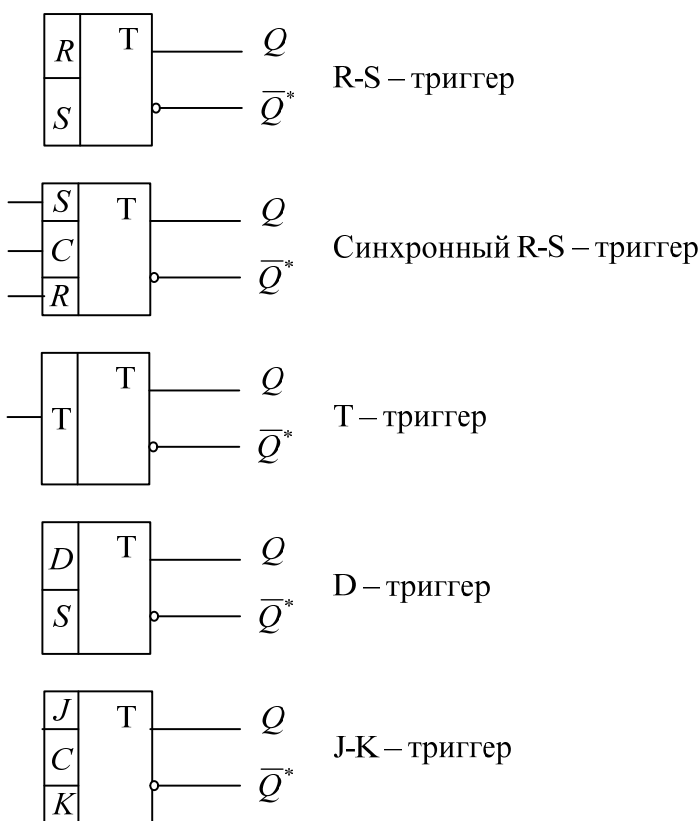 R T Q
S Q̅*
R-S – триггер
S T Q
C
R Q̅*
Синхронный R-S – триггер
T T Q
Q̅*
T – триггер
D T Q
S Q̅*
D – триггер
J T Q
C
K Q̅*
J-K – триггер